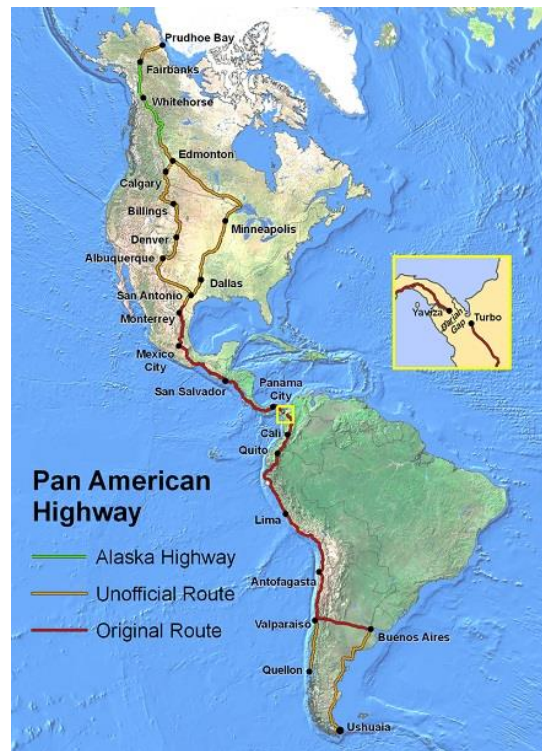 Prudhoe Bay
Fairbanks
Whitehorse
Edmonton
Calgary
Billings
Minneapolis
Denver
Albuquerque
Dallas
San Antonio
Monterrey
Mexico
City
San Salvador
Panama
City
Yaviza
Darian
Gap
Turbo
Cali
Quito
Lima
Antofagasta
Valparaiso
Buenos Aires
Quellon
Ushuaia
Pan American
Highway
Alaska Highway
Unofficial Route
Original Route